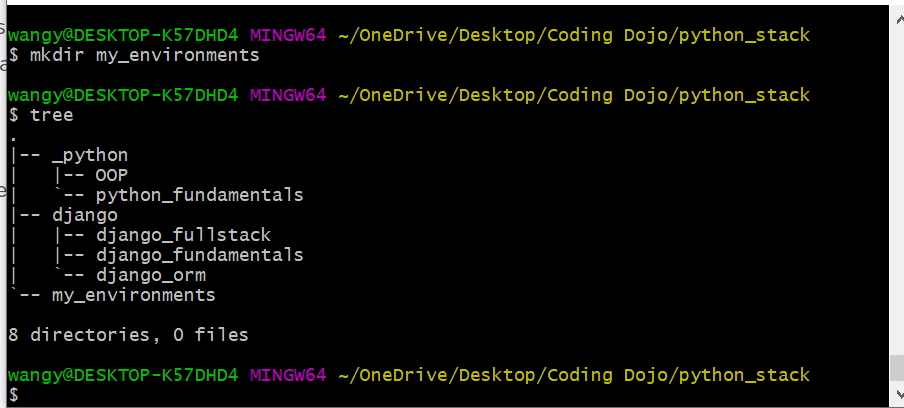 wangy@DESKTOP-K57DHD4 MINGW64 ~/OneDrive/Desktop/Coding Dojo/python_stack
$ mkdir my_environments

wangy@DESKTOP-K57DHD4 MINGW64 ~/OneDrive/Desktop/Coding Dojo/python_stack
$ tree
.
|-- _python
|   |-- OOP
|   `-- python_fundamentals
|-- django
|   |-- django_fullstack
|   |-- django_fundamentals
|   `-- django_orm
`-- my_environments

8 directories, 0 files

wangy@DESKTOP-K57DHD4 MINGW64 ~/OneDrive/Desktop/Coding Dojo/python_stack
$